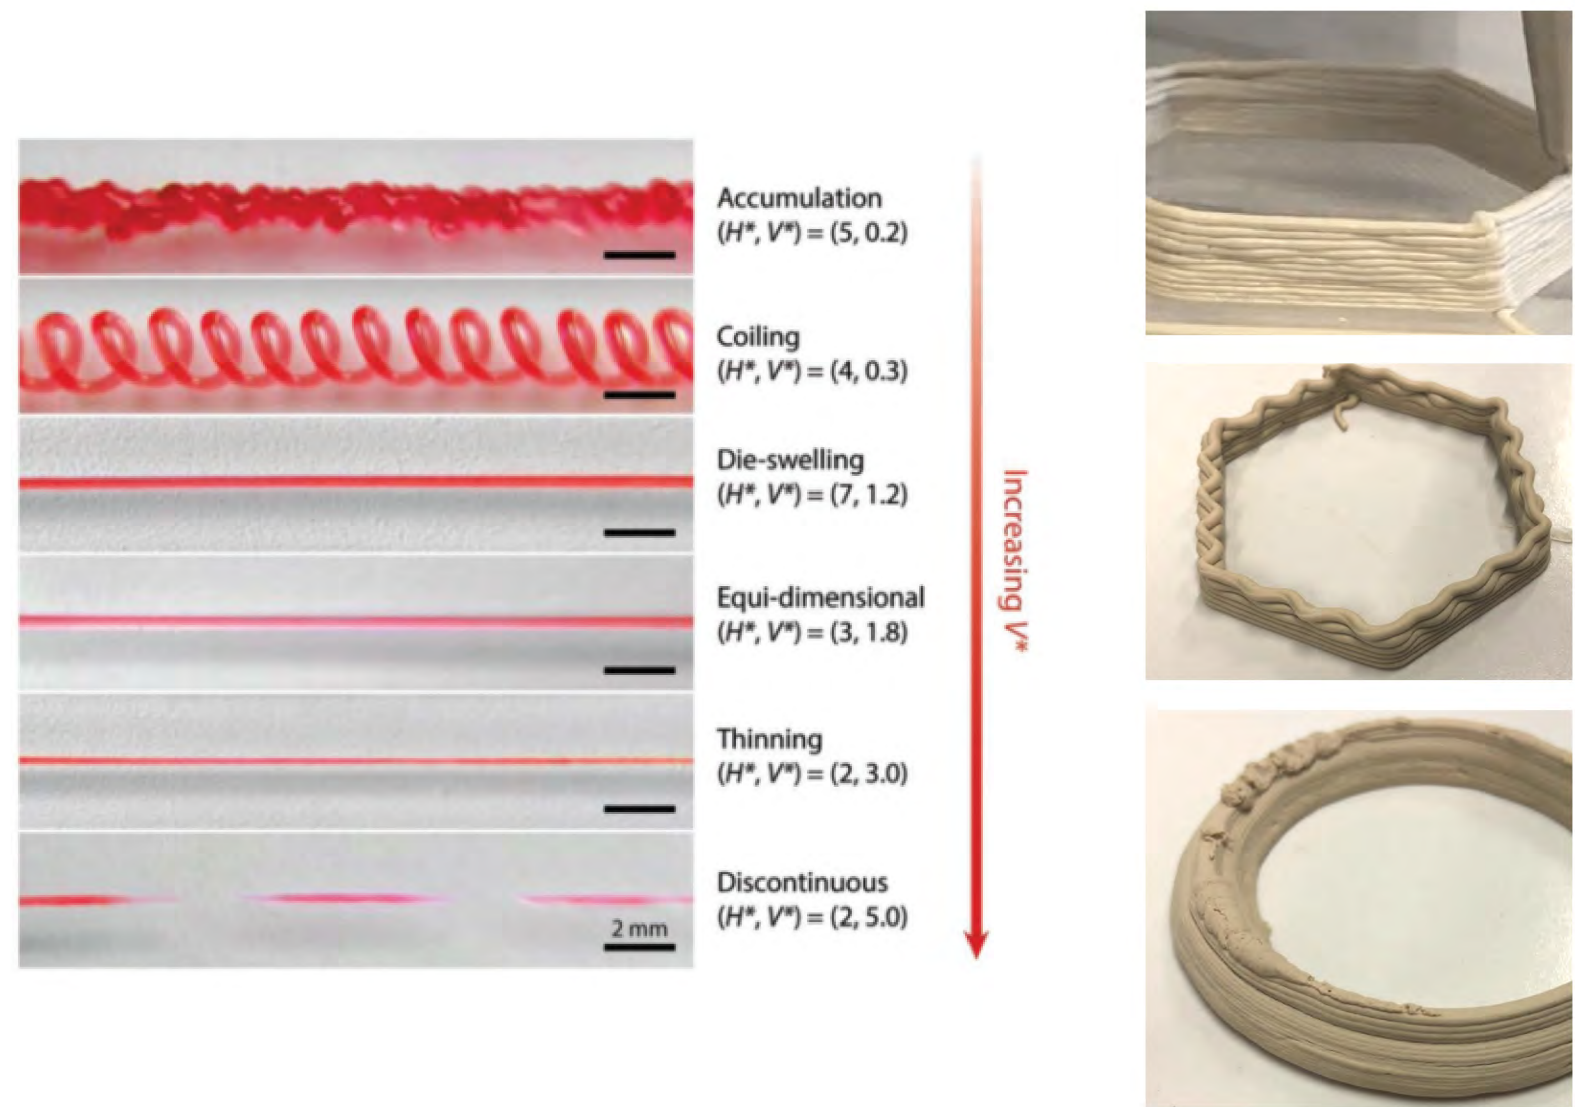 Accumulation
(H*, V*) = (5, 0.2)
Coiling
(H*, V*) = (4, 0.3)
Die-swelling
(H*, V*) = (7, 1.2)
Equi-dimensional
(H*, V*) = (3, 1.8)
Thinning
(H*, V*) = (2, 3.0)
Discontinuous
(H*, V*) = (2, 5.0)
2 mm
Increasing V*